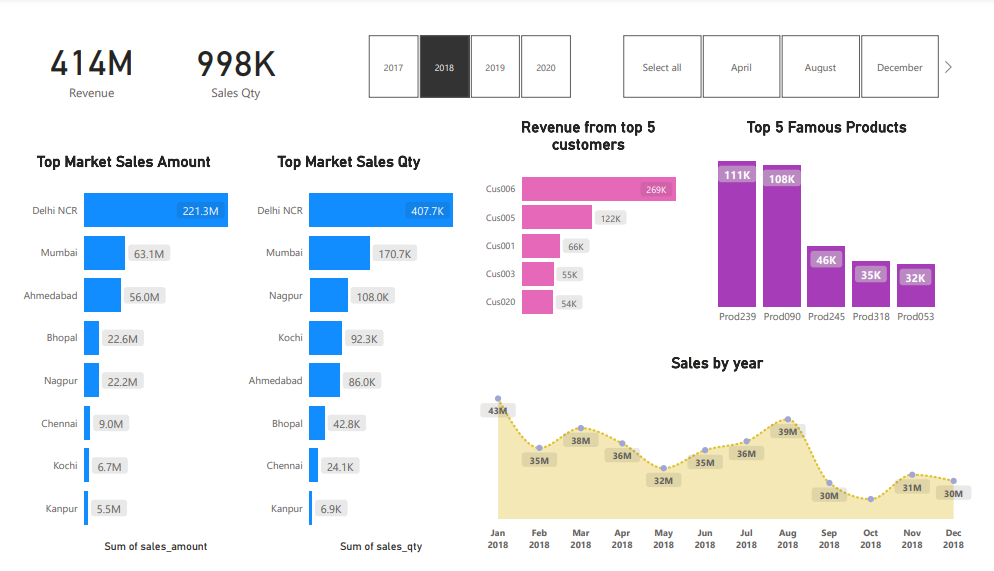 414M
Revenue
998K
Sales Qty
2017
2018
2019
2020
Select all
April
August
December
Top Market Sales Amount
Delhi NCR 221.3M
Mumbai 63.1M
Ahmedabad 56.0M
Bhopal 22.6M
Nagpur 22.2M
Chennai 9.0M
Kochi 6.7M
Kanpur 5.5M
Sum of sales_amount
Top Market Sales Qty
Delhi NCR 407.7K
Mumbai 170.7K
Nagpur 108.0K
Kochi 92.3K
Ahmedabad 86.0K
Bhopal 42.8K
Chennai 24.1K
Kanpur 6.9K
Sum of sales_qty
Revenue from top 5
customers
Cus006 269K
Cus005 122K
Cus001 66K
Cus003 55K
Cus020 54K
Top 5 Famous Products
111K 108K 46K 35K 32K
Prod239 Prod090 Prod245 Prod318 Prod053
Sales by year
43M 35M 38M 36M 32M 35M 36M 39M 30M 31M 30M
Jan Feb Mar Apr May Jun Jul Aug Sep Oct Nov Dec
2018 2018 2018 2018 2018 2018 2018 2018 2018 2018 2018 2018